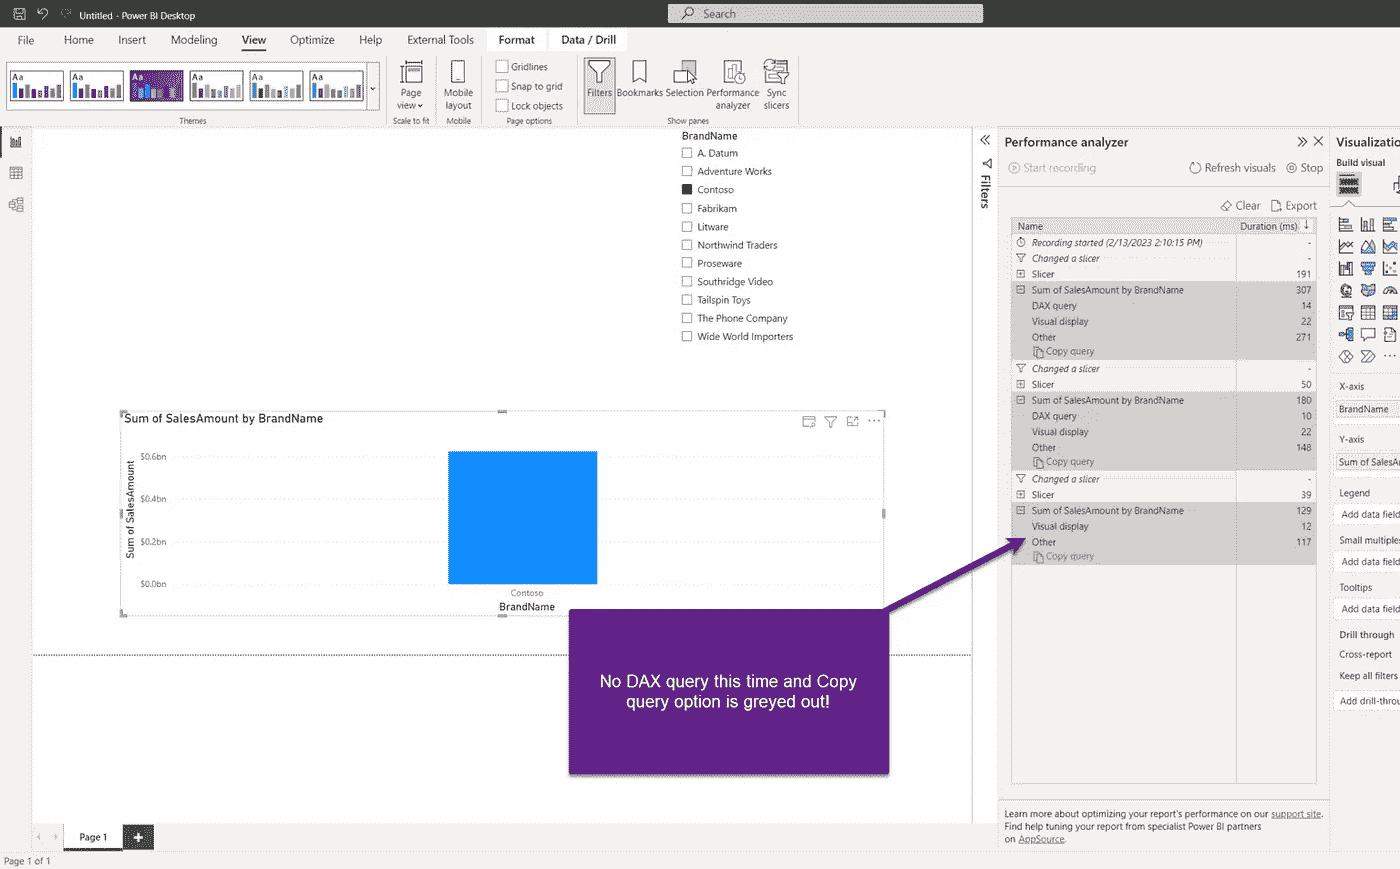 Untitled - Power BI Desktop
Search
File Home Insert Modeling View Optimize Help External Tools Format Data / Drill
Aa Aa Aa Aa Aa Aa
Themes
Page view
Scale to fit
Mobile layout
Mobile
Gridlines
Snap to grid
Lock objects
Page options
Filters Bookmarks Selection Performance analyzer Sync slicers
Show panes
BrandName
A. Datum
Adventure Works
Contoso
Fabrikam
Litware
Northwind Traders
Proseware
Southridge Video
Tailspin Toys
The Phone Company
Wide World Importers
Sum of SalesAmount by BrandName
Sum of SalesAmount
$0.6bn
$0.4bn
$0.2bn
$0.0bn
Contoso
BrandName
No DAX query this time and Copy
query option is greyed out!
Filters
Performance analyzer
Start recording Refresh visuals Stop
Clear Export
Name Duration (ms)
Recording started (2/13/2023 2:10:15 PM) -
Changed a slicer -
Slicer 191
Sum of SalesAmount by BrandName 307
DAX query 14
Visual display 22
Other 271
Copy query
Changed a slicer -
Slicer 50
Sum of SalesAmount by BrandName 180
DAX query 10
Visual display 22
Other 148
Copy query
Changed a slicer -
Slicer 39
Sum of SalesAmount by BrandName 129
Visual display 12
Other 117
Copy query
Learn more about optimizing your report's performance on our support site.
Find help tuning your report from specialist Power BI partners
on AppSource.
Visualizatio
Build visual
X-axis
BrandName
Y-axis
Sum of SalesA
Legend
Add data field
Small multiples
Add data field
Tooltips
Add data field
Drill through
Cross-report
Keep all filters
Add drill-throu
Page 1
Page 1 of 1